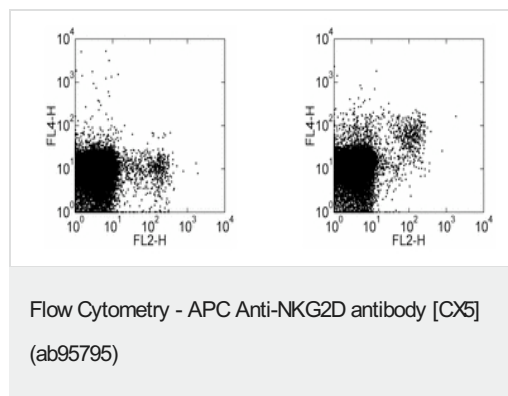 10⁴
10³
10²
10¹
10⁰
FL4-H
10⁰ 10¹ 10² 10³ 10⁴
FL2-H
10⁴
10³
10²
10¹
10⁰
FL4-H
10⁰ 10¹ 10² 10³ 10⁴
FL2-H
Flow Cytometry - APC Anti-NKG2D antibody [CX5]
(ab95795)